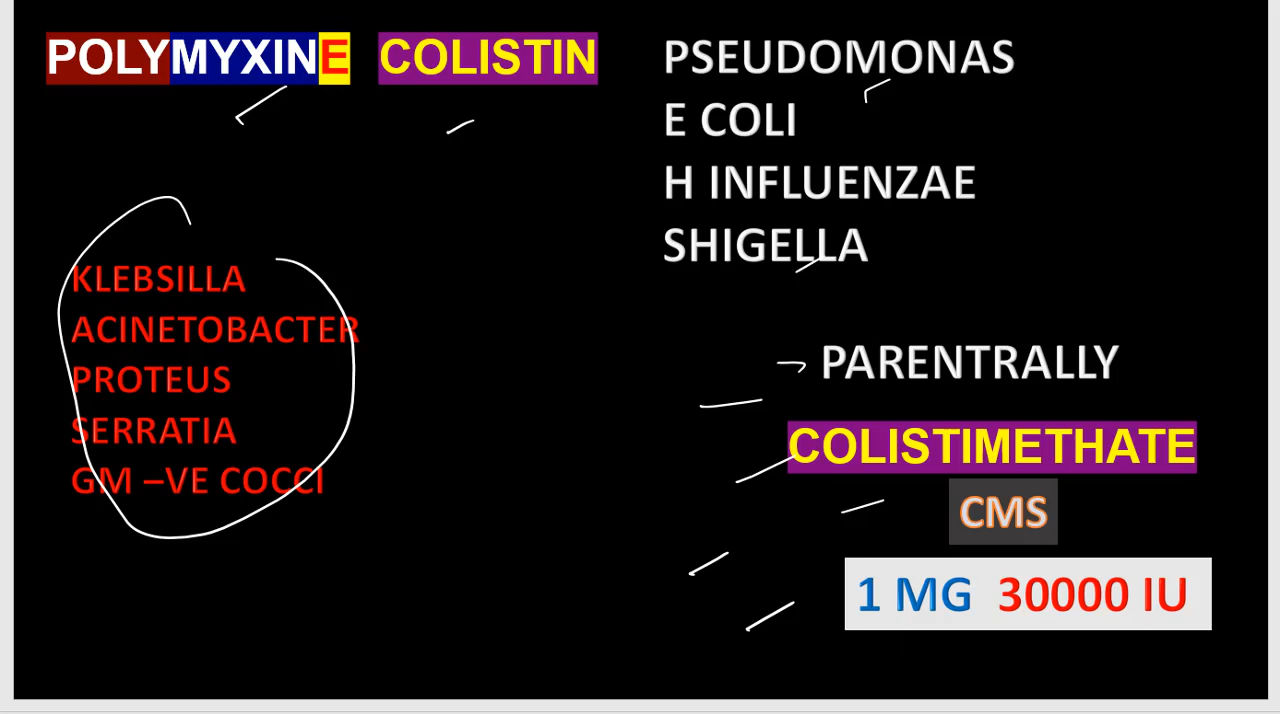 POLYMYXINE COLISTIN
PSEUDOMONAS
E COLI
H INFLUENZAE
SHIGELLA
KLEBSILLA
ACINETOBACTER
PROTEUS
SERRATIA
GM –VE COCCI
PARENTRALLY
COLISTIMETHATE
CMS
1 MG 30000 IU